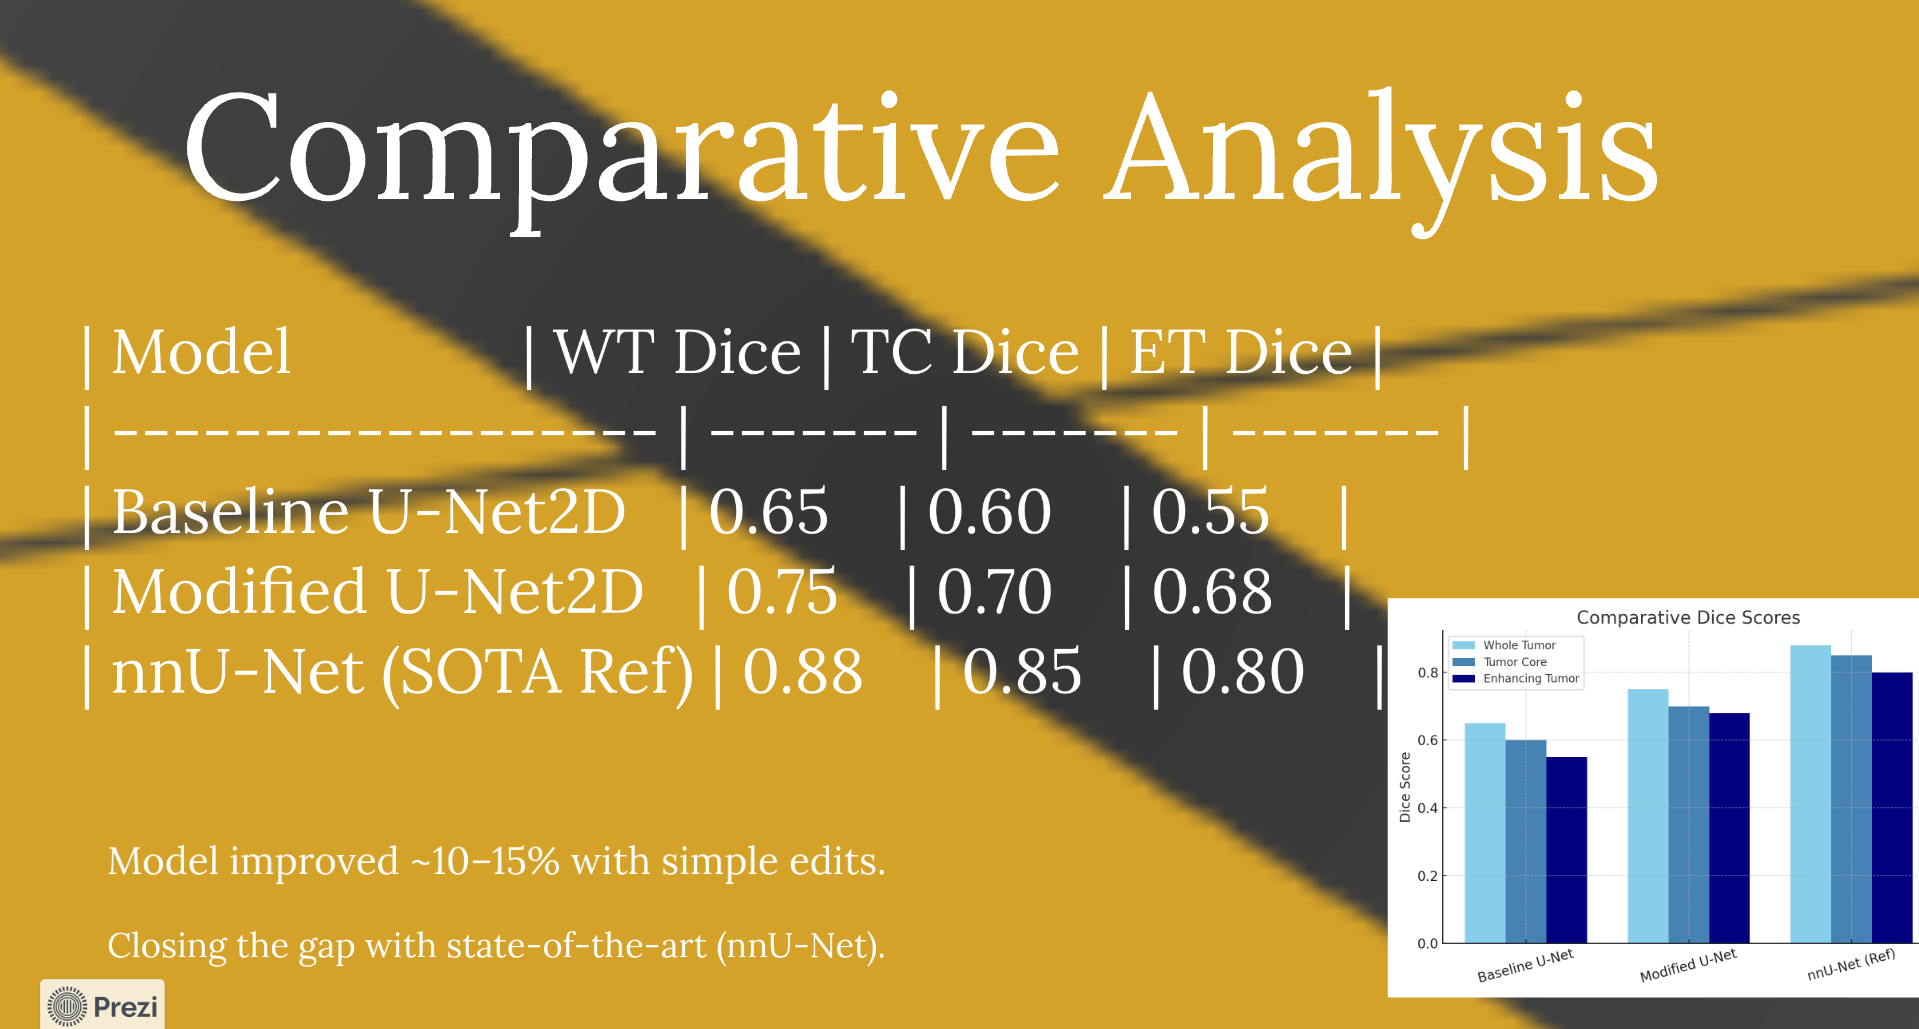 Comparative Analysis
| Model | WT Dice | TC Dice | ET Dice |
| ------------------ | ------- | ------- | ------- |
| Baseline U-Net2D | 0.65 | 0.60 | 0.55 |
| Modified U-Net2D | 0.75 | 0.70 | 0.68 |
| nnU-Net (SOTA Ref) | 0.88 | 0.85 | 0.80 |
Model improved ~10–15% with simple edits.
Closing the gap with state-of-the-art (nnU-Net).
Prezi
Comparative Dice Scores
Whole Tumor
Tumor Core
Enhancing Tumor
Dice Score
0.8
0.6
0.4
0.2
0.0
Baseline U-Net
Modified U-Net
nnU-Net (Ref)